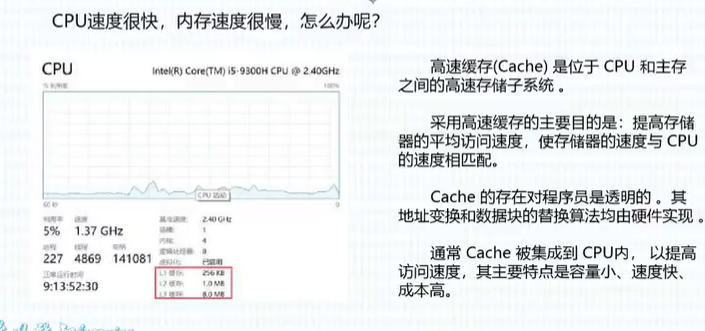 CPU速度很快，内存速度很慢，怎么办呢？
CPU
Intel(R) Core(TM) i5-9300H CPU @ 2.40GHz
% 利用率
100%
CPU 活动
60 秒
0
利用率
速度
5%
1.37 GHz
进程
线程
句柄
227
4869
141081
正常运行时间
9:13:52:30
基准速度:
2.40 GHz
插槽:
1
内核:
4
逻辑处理器:
8
虚拟化:
已启用
L1 缓存:
256 KB
L2 缓存:
1.0 MB
L3 缓存:
8.0 MB
高速缓存(Cache) 是位于 CPU 和主存
之间的高速存储子系统 。
采用高速缓存的主要目的是：提高存储
器的平均访问速度，使存储器的速度与 CPU
的速度相匹配。
Cache 的存在对程序员是透明的 。其
地址变换和数据块的替换算法均由硬件实现 。
通常 Cache 被集成到 CPU内， 以提高
访问速度，其主要特点是容量小、速度快、
成本高。